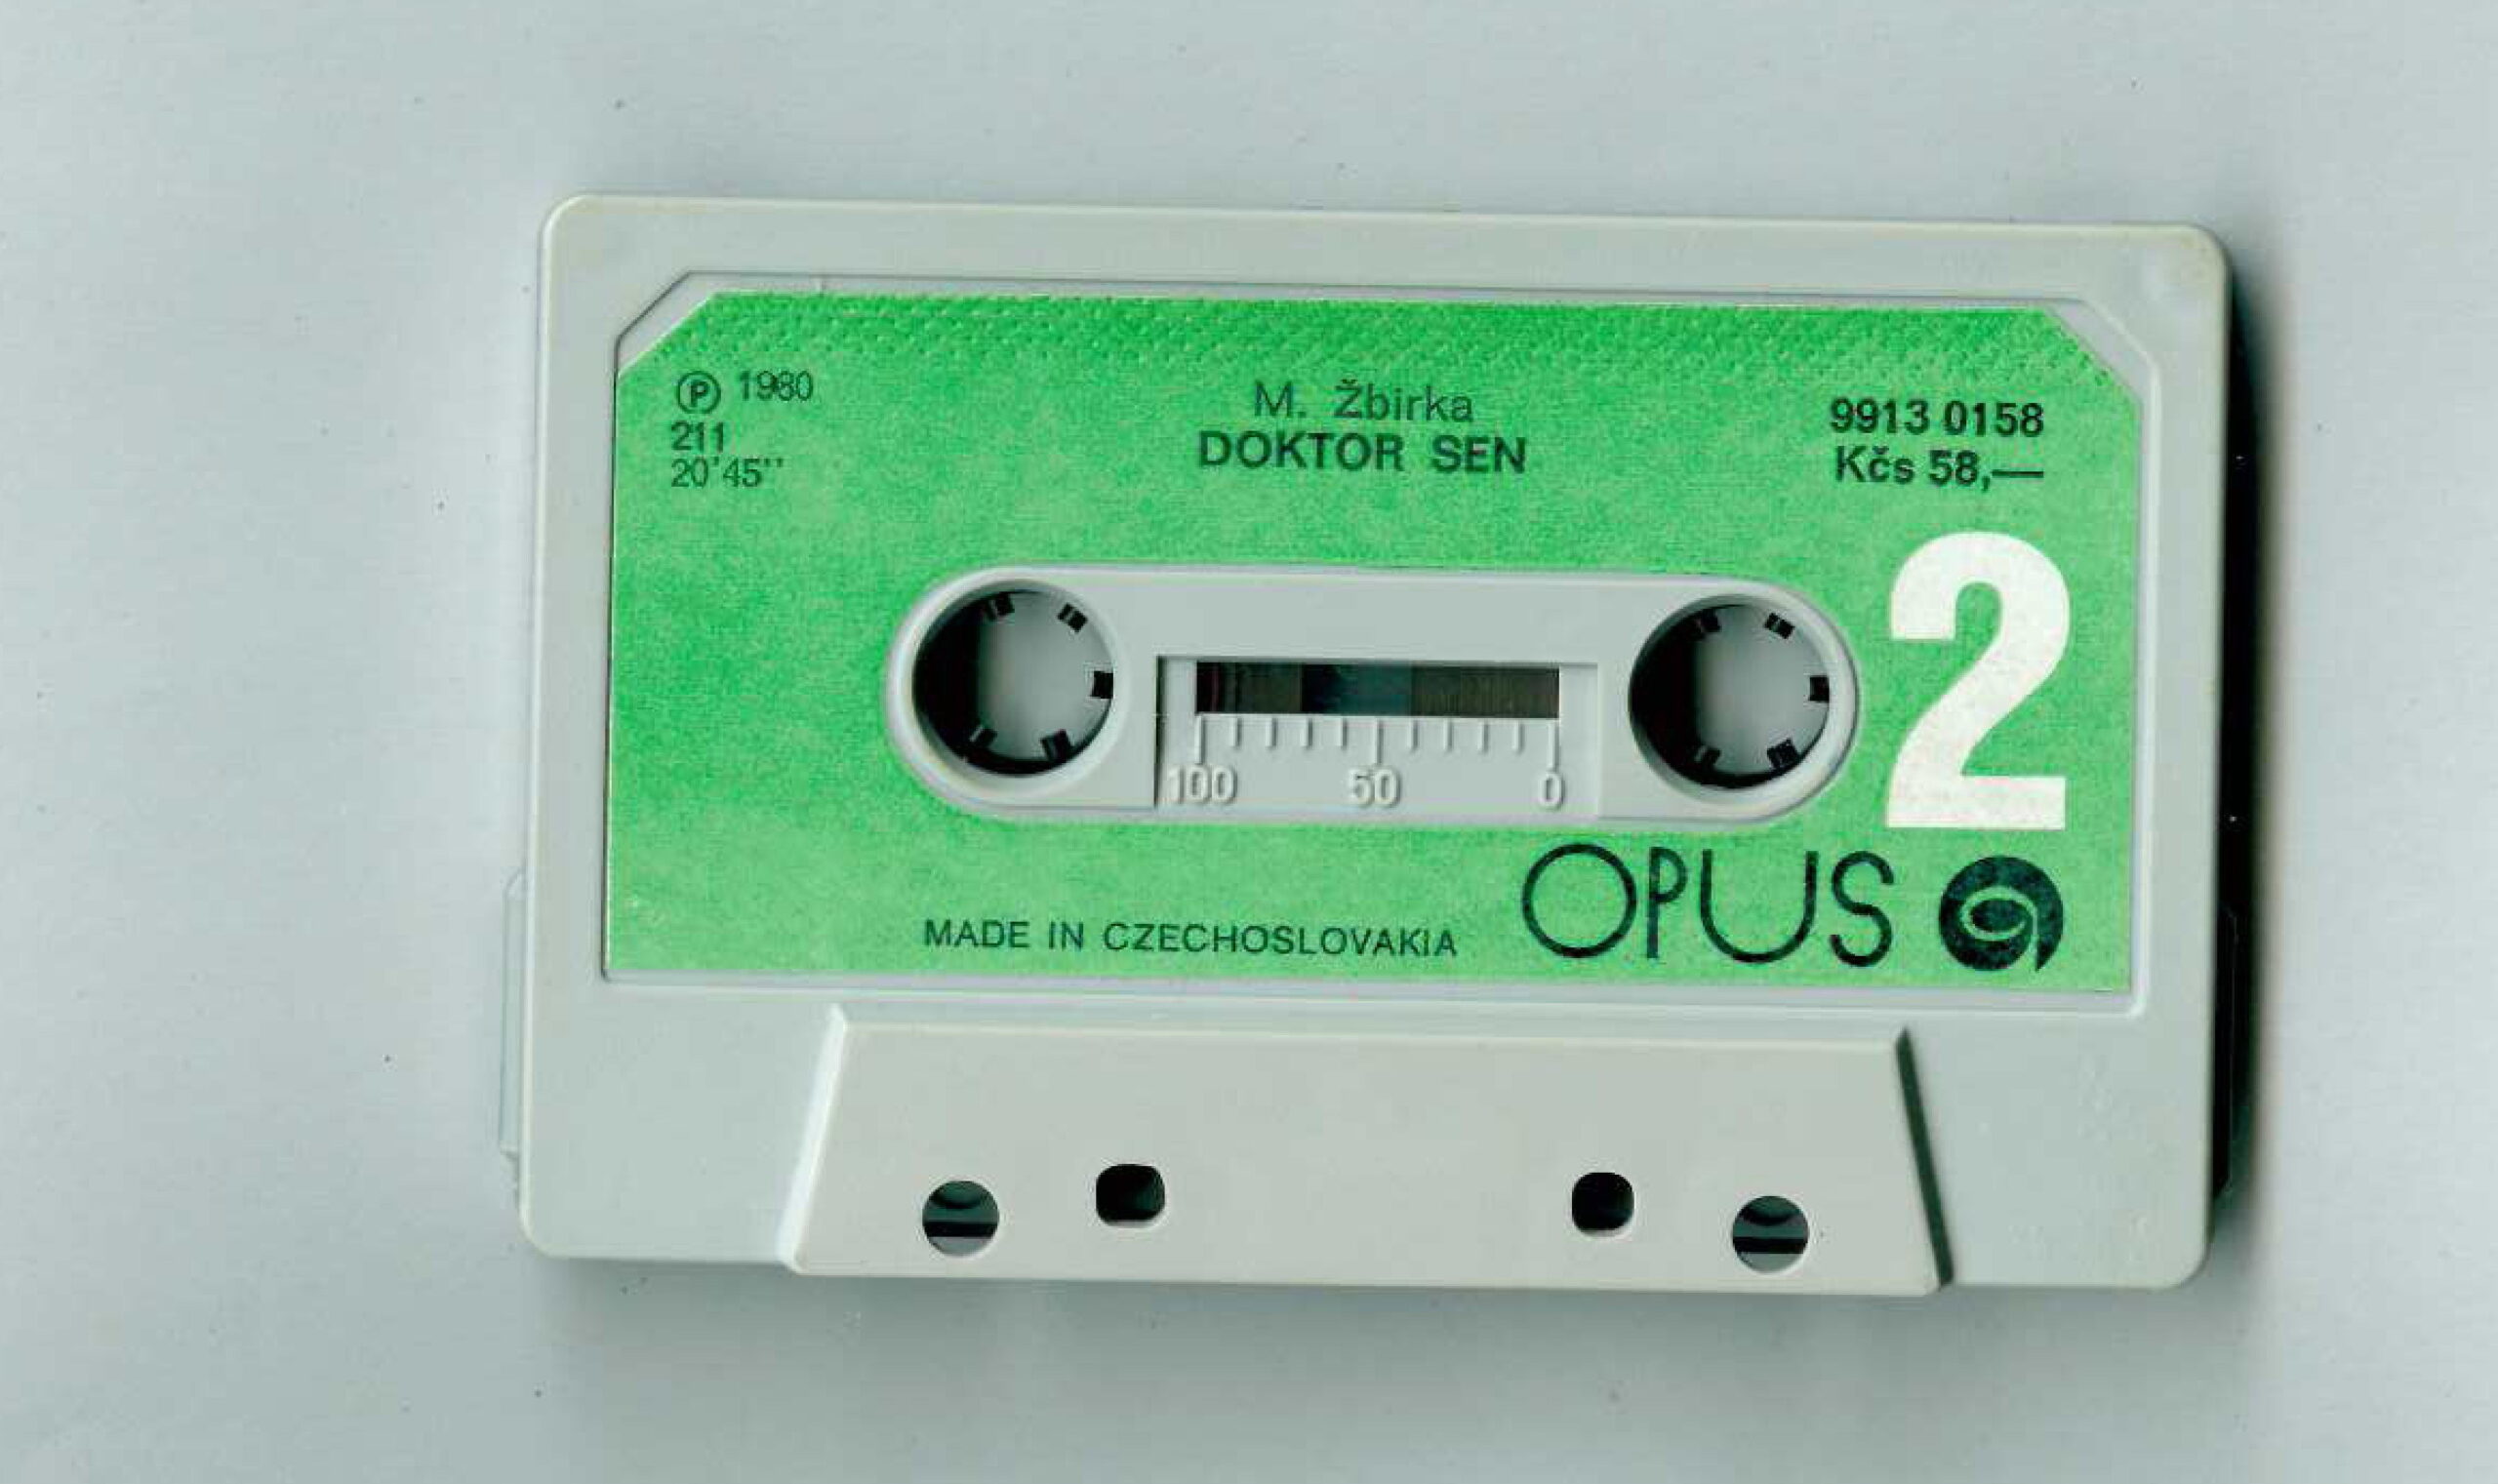 Ⓟ 1980
211
20'45''
M. Žbirka
DOKTOR SEN
9913 0158
Kčs 58,—
2
100 50 0
OPUS
MADE IN CZECHOSLOVAKIA